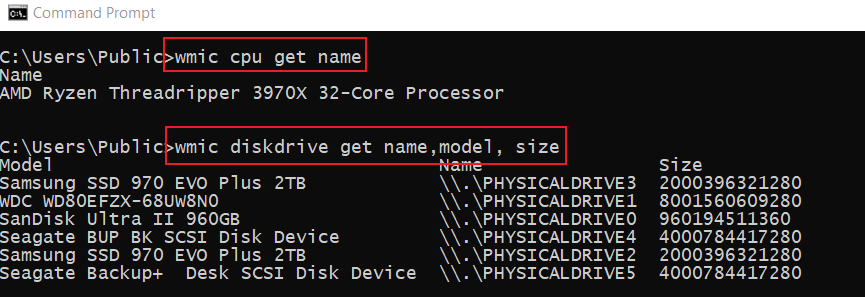 Command Prompt
C:\Users\Public>wmic cpu get name
Name
AMD Ryzen Threadripper 3970X 32-Core Processor
C:\Users\Public>wmic diskdrive get name,model, size
Model Name Size
Samsung SSD 970 EVO Plus 2TB \\.\PHYSICALDRIVE3 2000396321280
WDC WD80EFZX-68UW8N0 \\.\PHYSICALDRIVE1 8001560609280
SanDisk Ultra II 960GB \\.\PHYSICALDRIVE0 960194511360
Seagate BUP BK SCSI Disk Device \\.\PHYSICALDRIVE4 4000784417280
Samsung SSD 970 EVO Plus 2TB \\.\PHYSICALDRIVE2 2000396321280
Seagate Backup+  Desk SCSI Disk Device \\.\PHYSICALDRIVE5 4000784417280